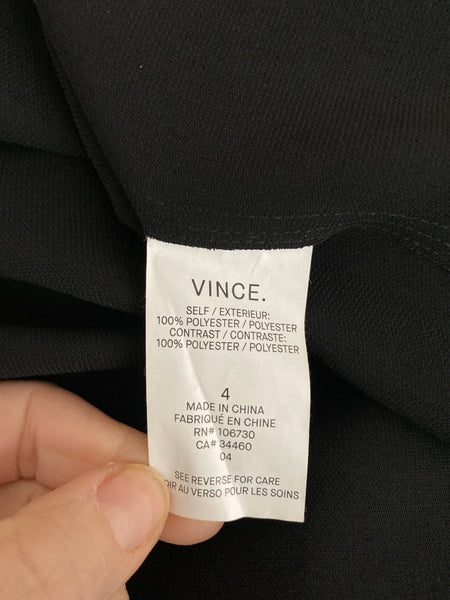 VINCE.
SELF / EXTERIEUR:
100% POLYESTER / POLYESTER
CONTRAST / CONTRASTE:
100% POLYESTER / POLYESTER
4
MADE IN CHINA
FABRIQUÉ EN CHINE
RN# 106730
CA# 34460
04
SEE REVERSE FOR CARE
OIR AU VERSO POUR LES SOINS